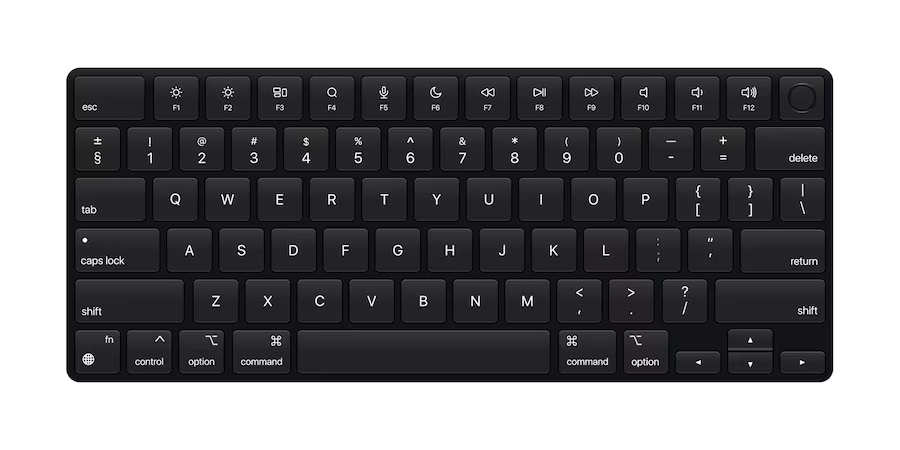 esc F1 F2 F3 F4 F5 F6 F7 F8 F9 F10 F11 F12
± ! @ # $ % ^ & * ( ) — +
§ 1 2 3 4 5 6 7 8 9 0 - = delete
tab Q W E R T Y U I O P { } |
[ ] \
caps lock A S D F G H J K L : "
; ' return
shift Z X C V B N M < > ? shift
, . /
fn ^ ⌥ ⌘ ⌘ ⌥
control option command command option